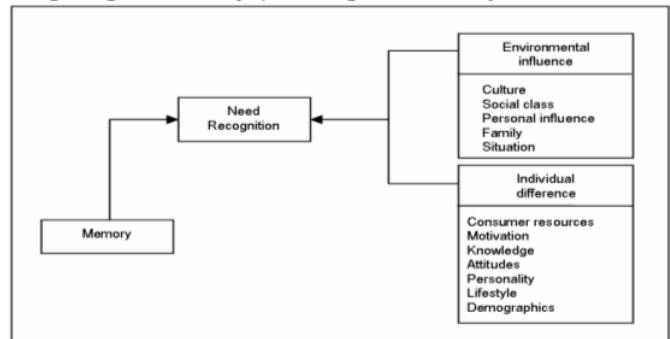 Environmental
influence
Culture
Social class
Personal influence
Family
Situation
Need
Recognition
Individual
difference
Consumer resources
Motivation
Knowledge
Attitudes
Personality
Lifestyle
Demographics
Memory